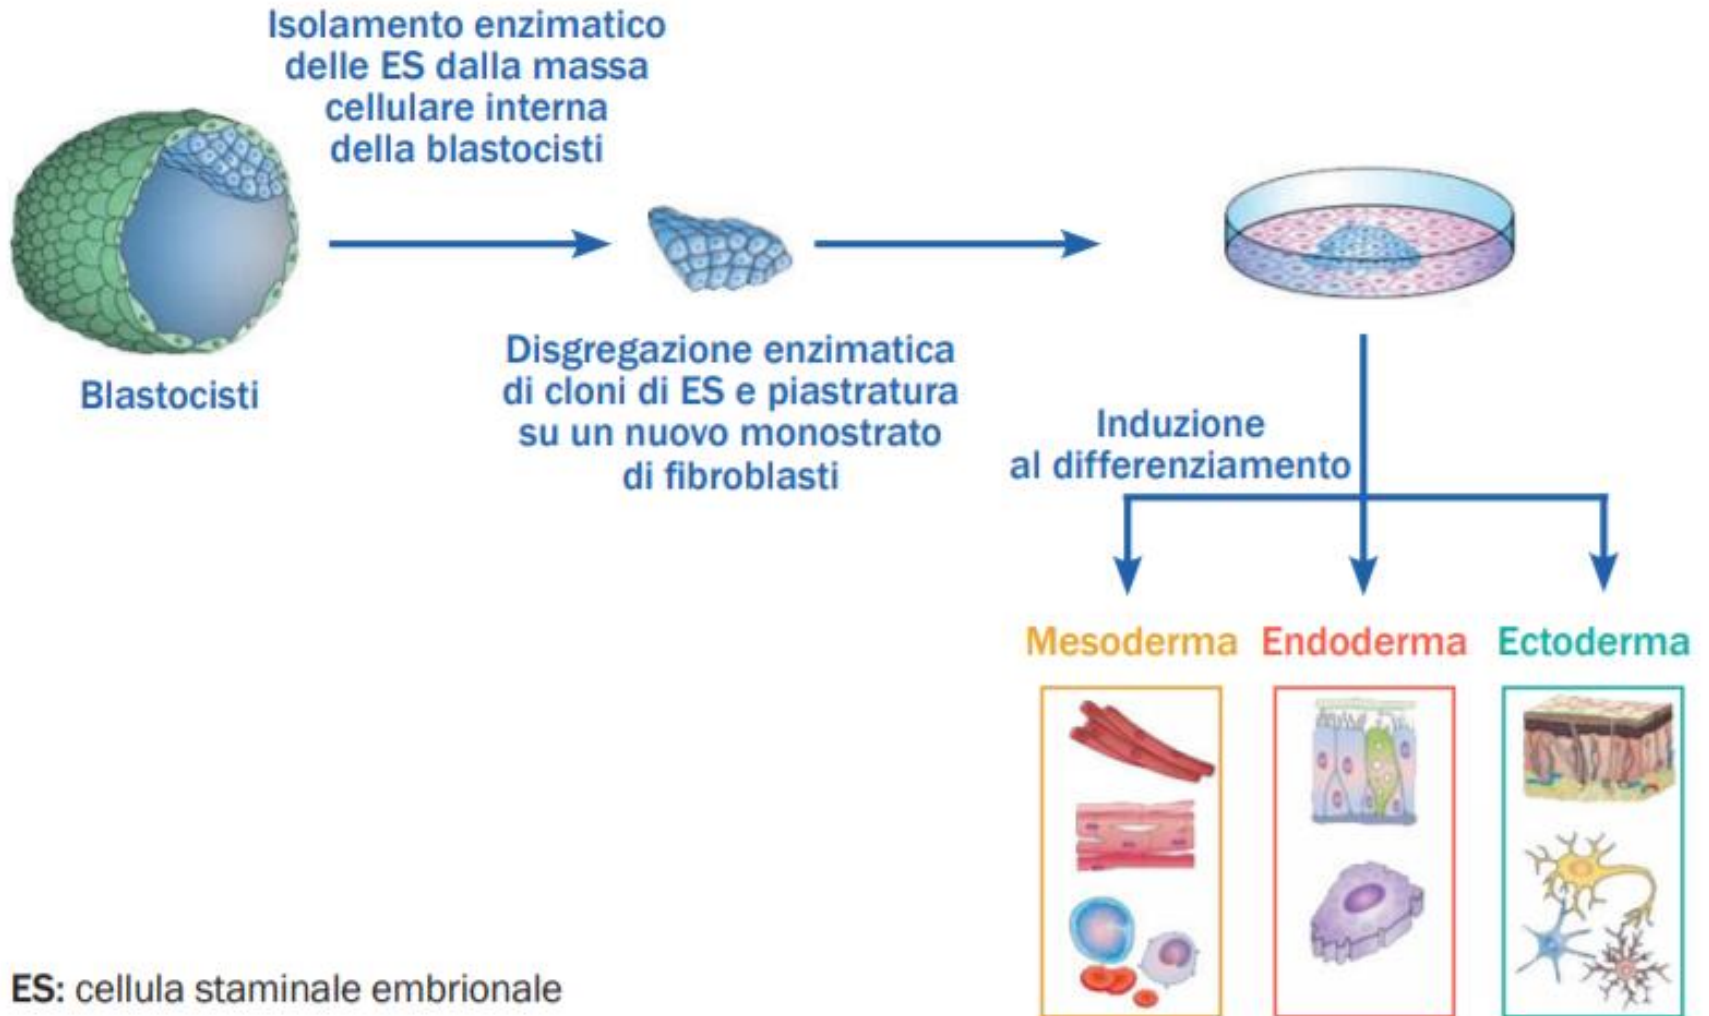 Isolamento enzimatico
delle ES dalla massa
cellulare interna
della blastocisti
Blastocisti
Disgregazione enzimatica
di cloni di ES e piastratura
su un nuovo monostrato
di fibroblasti
Induzione
al differenziamento
Mesoderma
Endoderma
Ectoderma
ES: cellula staminale embrionale